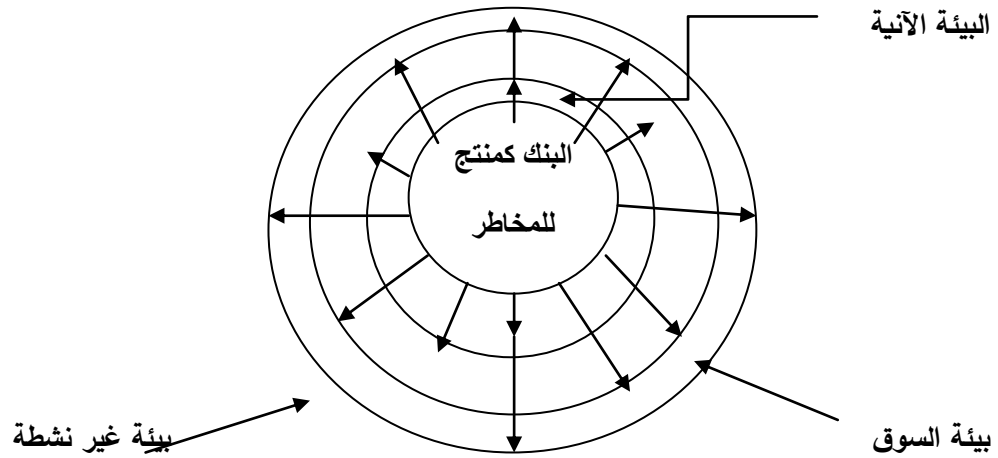 البيئة الآنية
البنك كمنتج
للمخاطر
بيئة السوق
بيئة غير نشطة